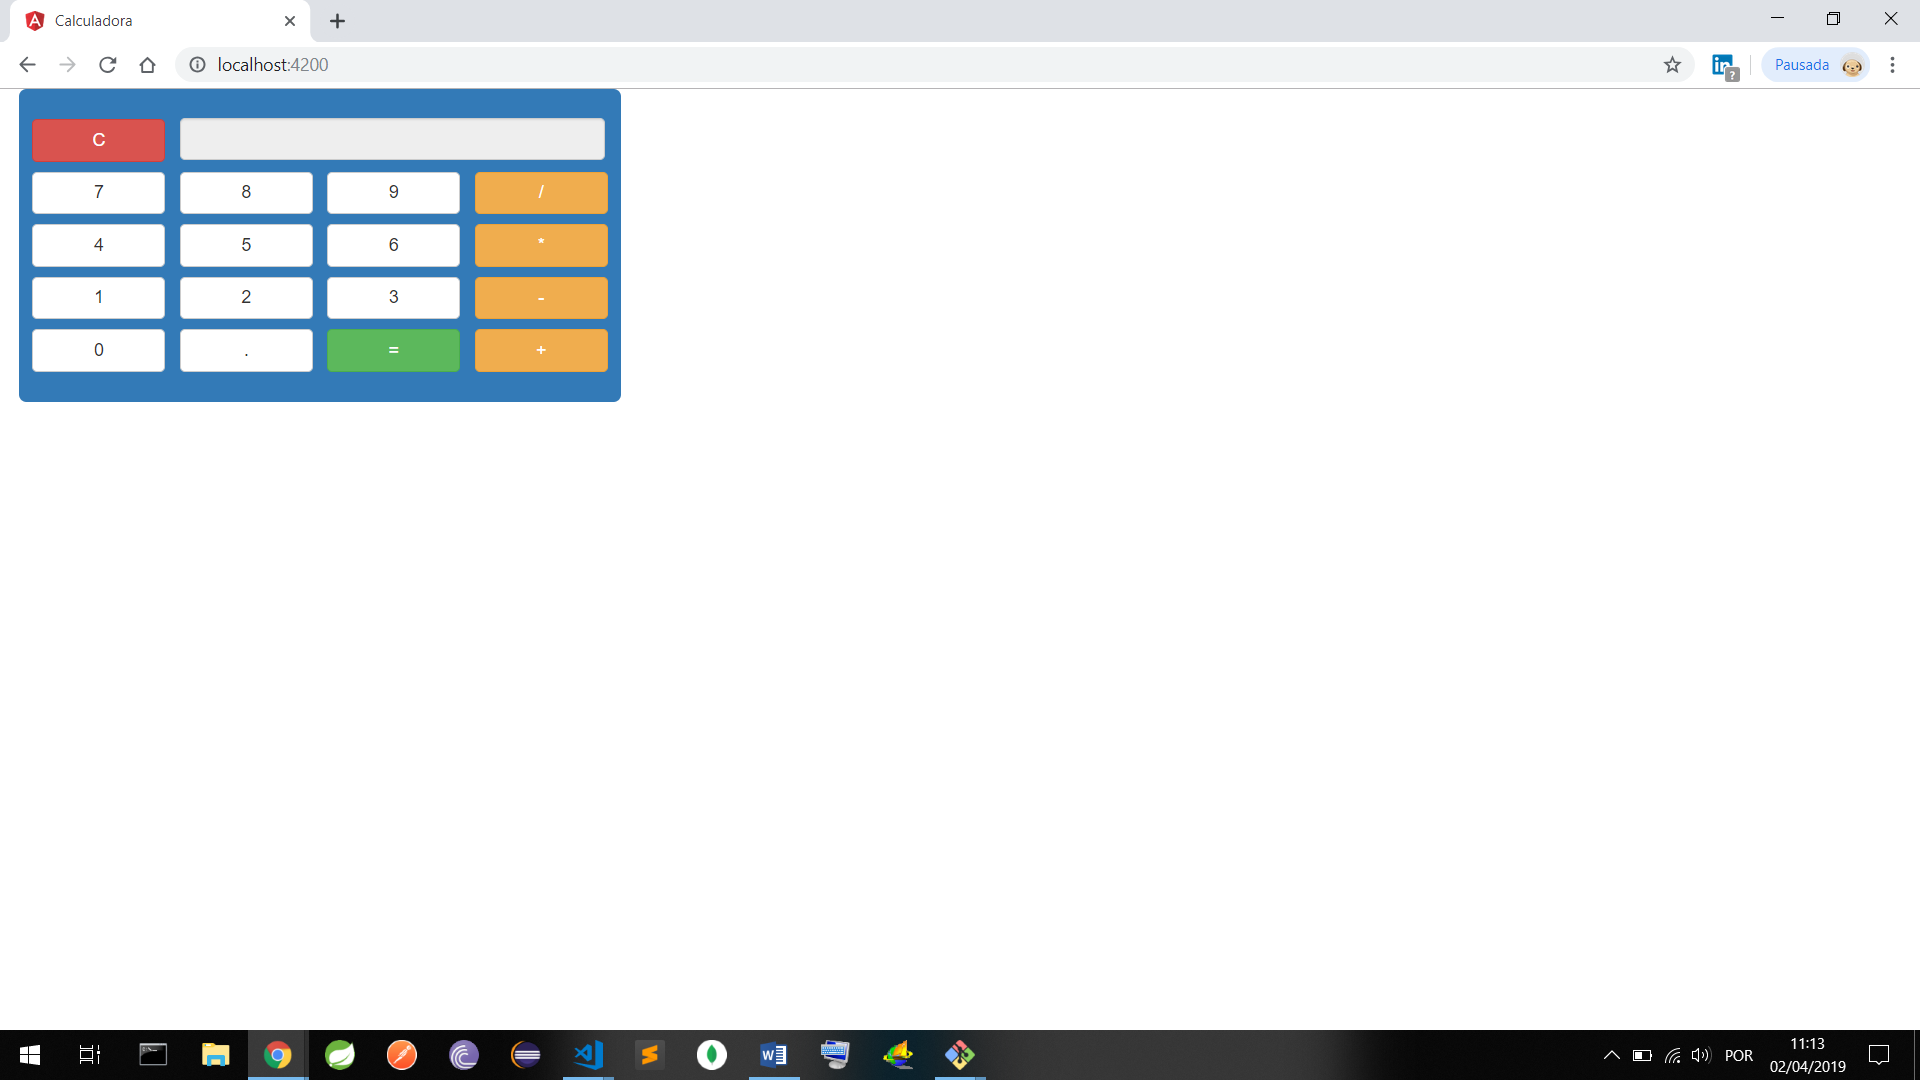 Calculadora
localhost:4200
Pausada
C
7 8 9 /
4 5 6 *
1 2 3 -
0 . = +
POR
11:13
02/04/2019